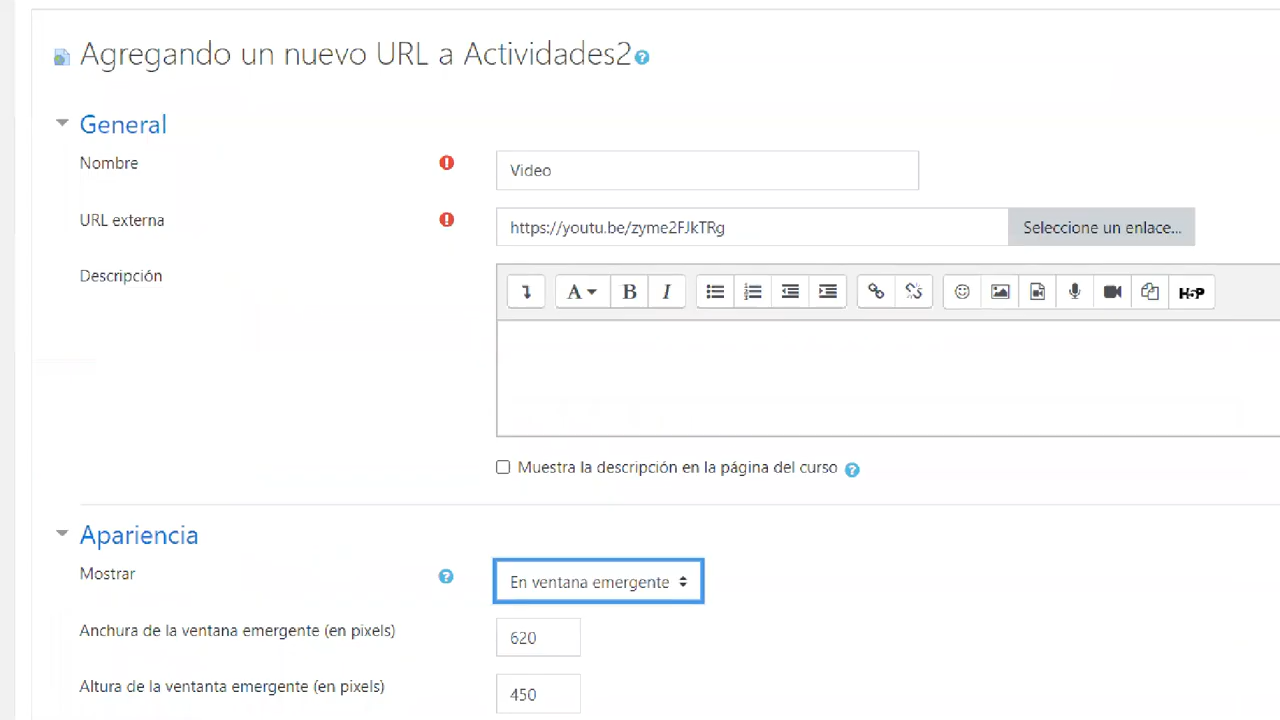 Agregando un nuevo URL a Actividades2
General
Nombre
Video
URL externa
https://youtu.be/zyme2FJkTRg
Seleccione un enlace...
Descripción
A B I H5P
Muestra la descripción en la página del curso
Apariencia
Mostrar
En ventana emergente
Anchura de la ventana emergente (en pixels)
620
Altura de la ventanta emergente (en pixels)
450